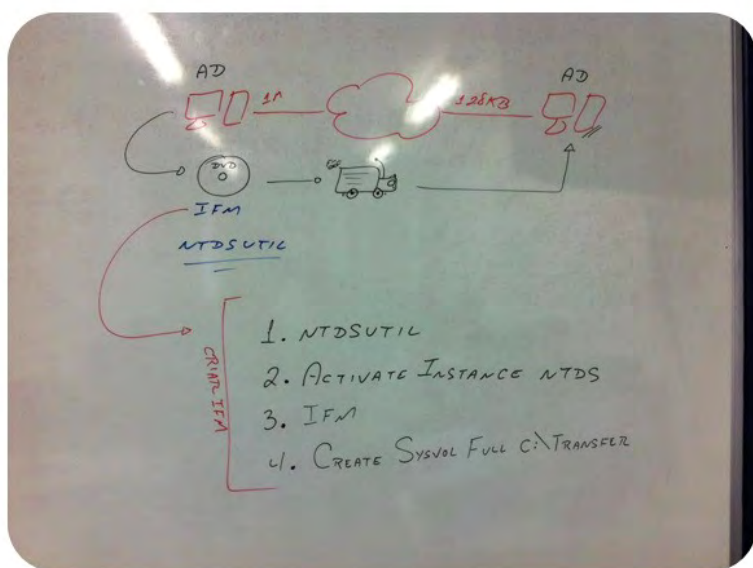 AD
AD
1M
128KB
DVD
IFM
NTDSUTIL
CRIAR IFM
1. NTDSUTIL
2. ACTIVATE INSTANCE NTDS
3. IFM
4. CREATE SYSVOL FULL C:\TRANSFER